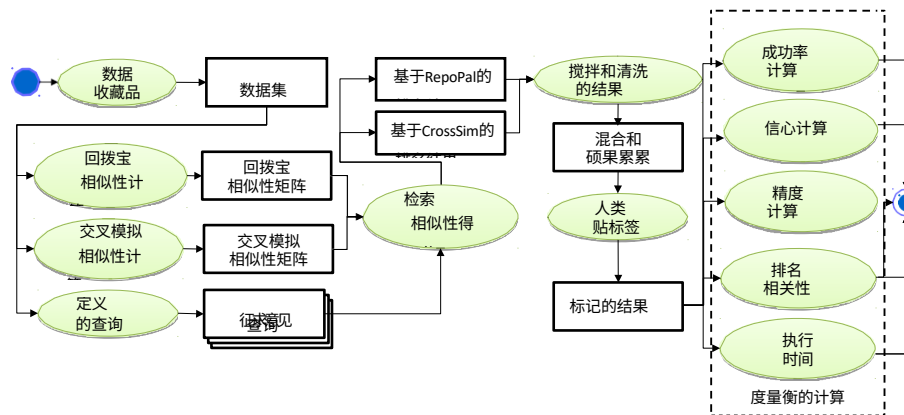 数据
收藏品
数据集
回拨宝
相似性计
回拨宝
相似性矩阵
交叉模拟
相似性计
交叉模拟
相似性矩阵
定义
的查询
征求意见
查询
基于RepoPal的
基于CrossSim的
检索
相似性得
搅拌和清洗
的结果
混合和
硕果累累
人类
贴标签
标记的结果
成功率
计算
信心计算
精度
计算
排名
相关性
执行
时间
度量衡的计算